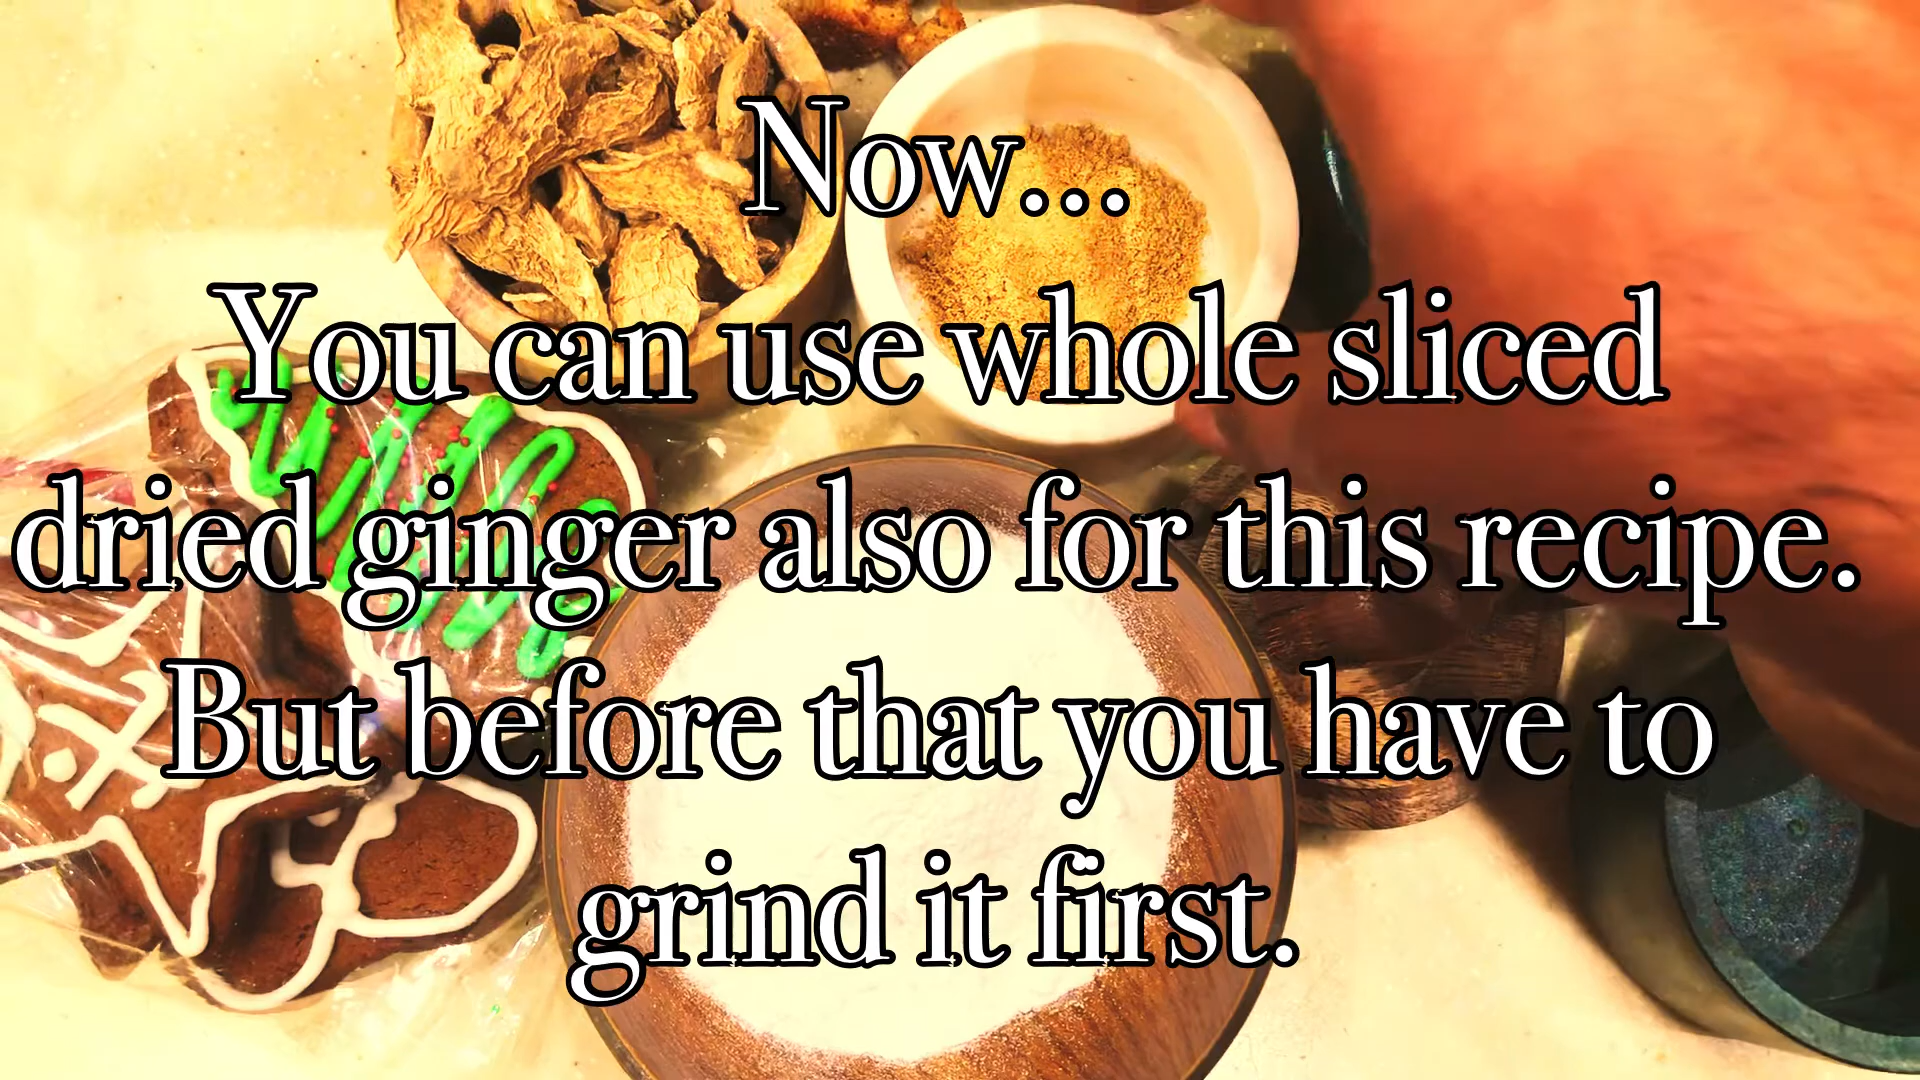 Now...
You can use whole sliced
dried ginger also for this recipe.
But before that you have to
grind it first.